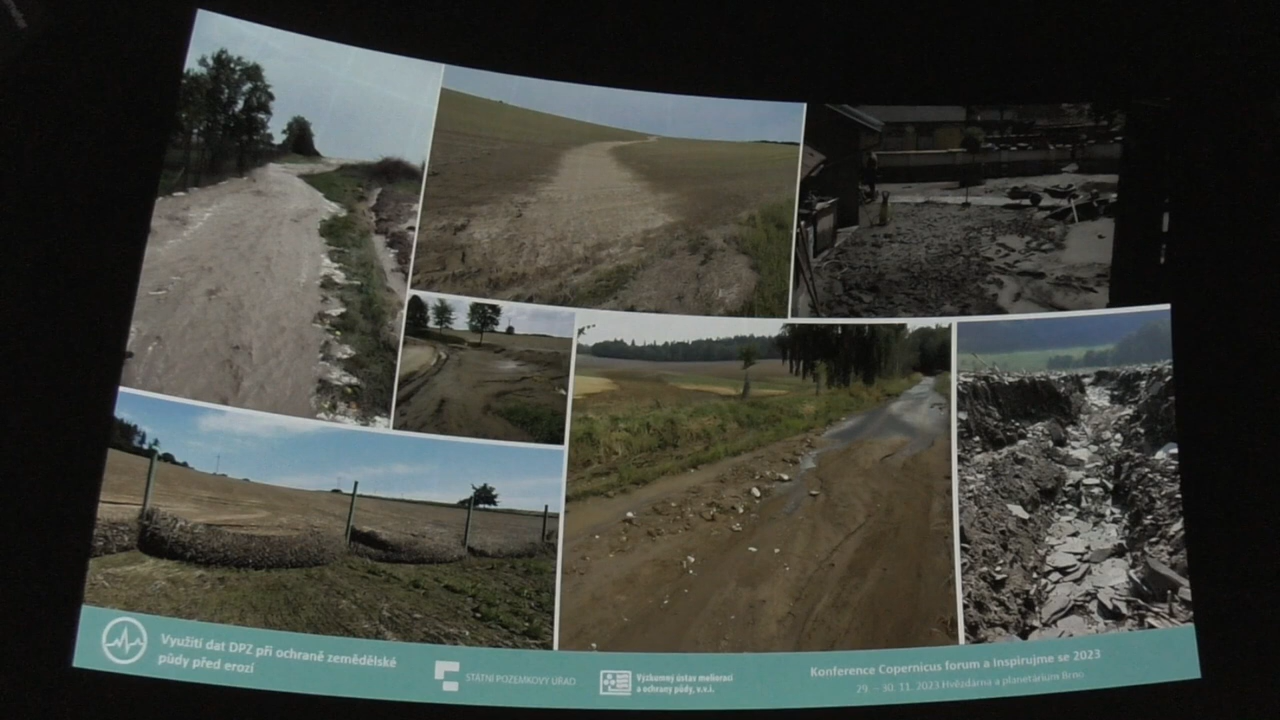 Využití dat DPZ při ochraně zemědělské
půdy před erozí
STÁTNÍ POZEMKOVÝ ÚŘAD
Výzkumný ústav meliorací
a ochrany půdy, v.v.i.
Konference Copernicus forum a Inspirujme se 2023
29. – 30. 11. 2023 Hvězdárna a planetárium Brno